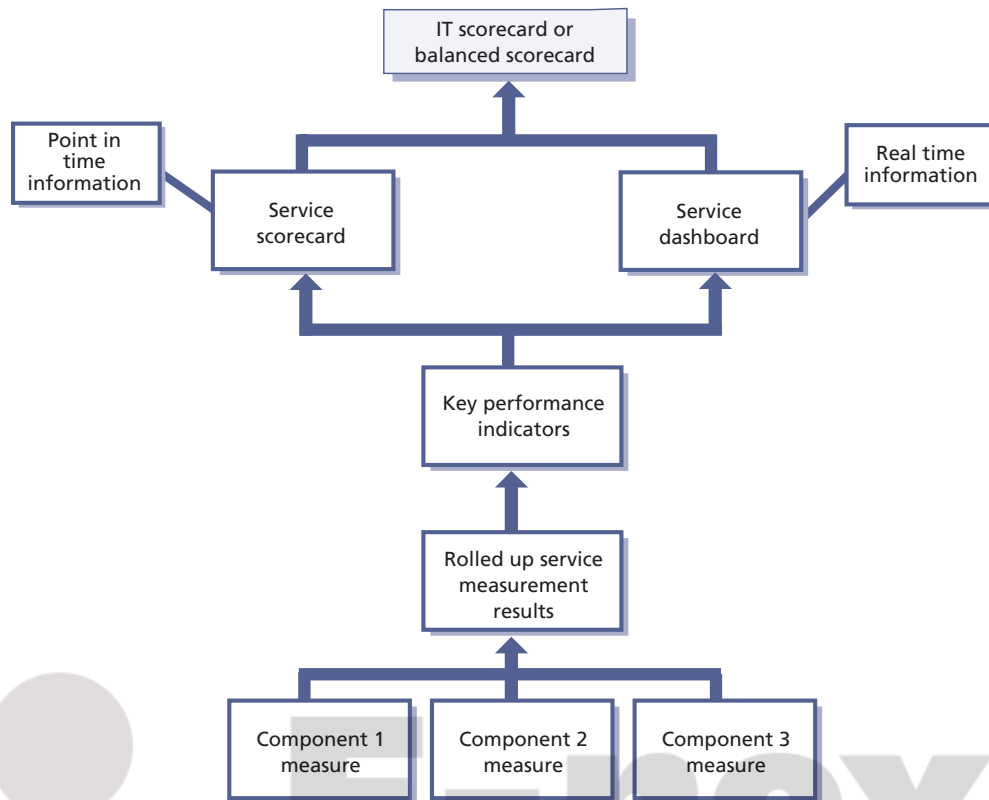 IT scorecard or
balanced scorecard
Point in
time
information
Real time
information
Service
scorecard
Service
dashboard
Key performance
indicators
Rolled up service
measurement
results
Component 1
measure
Component 2
measure
Component 3
measure